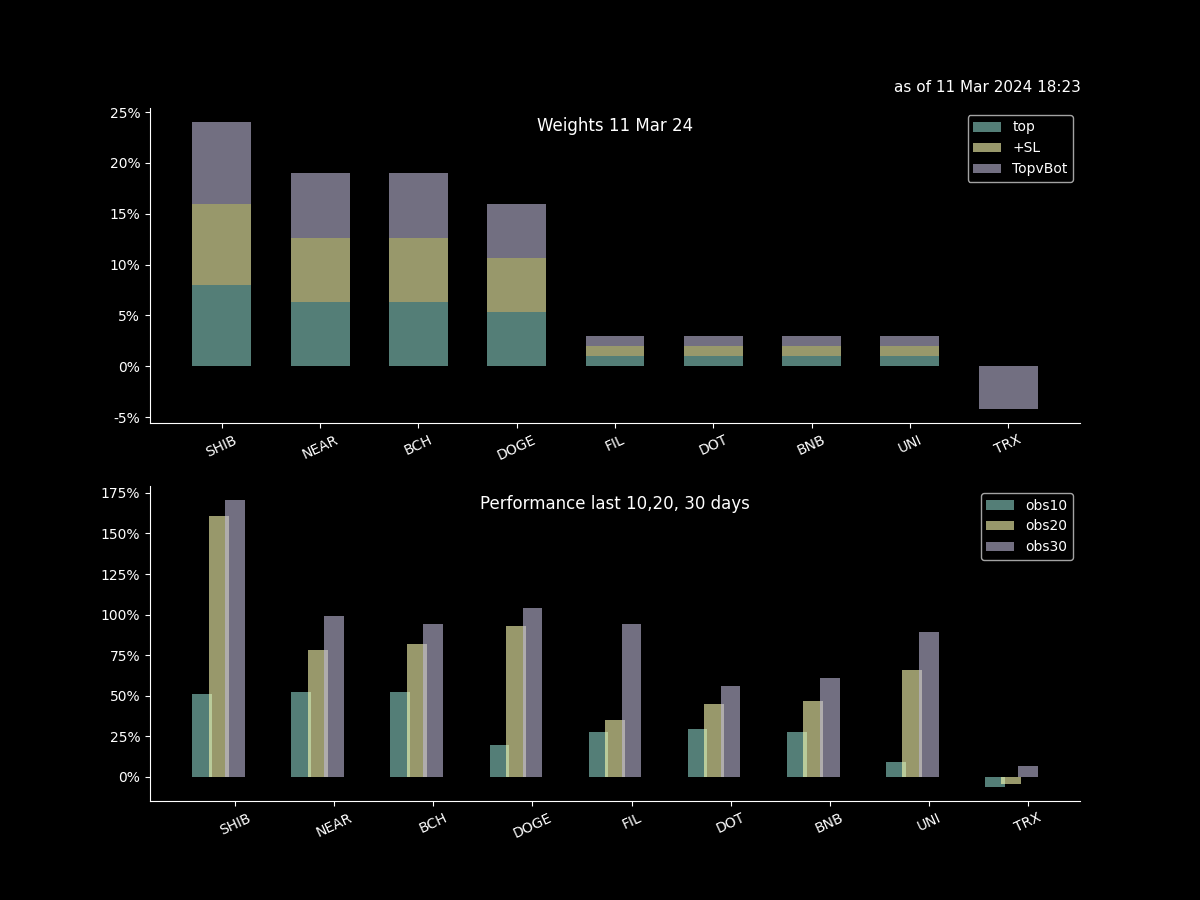 as of 11 Mar 2024 18:23
Weights 11 Mar 24
25%
20%
15%
10%
5%
0%
-5%
top
+SL
TopvBot
SHIB NEAR BCH DOGE FIL DOT BNB UNI TRX
Performance last 10,20, 30 days
175%
150%
125%
100%
75%
50%
25%
0%
obs10
obs20
obs30
SHIB NEAR BCH DOGE FIL DOT BNB UNI TRX